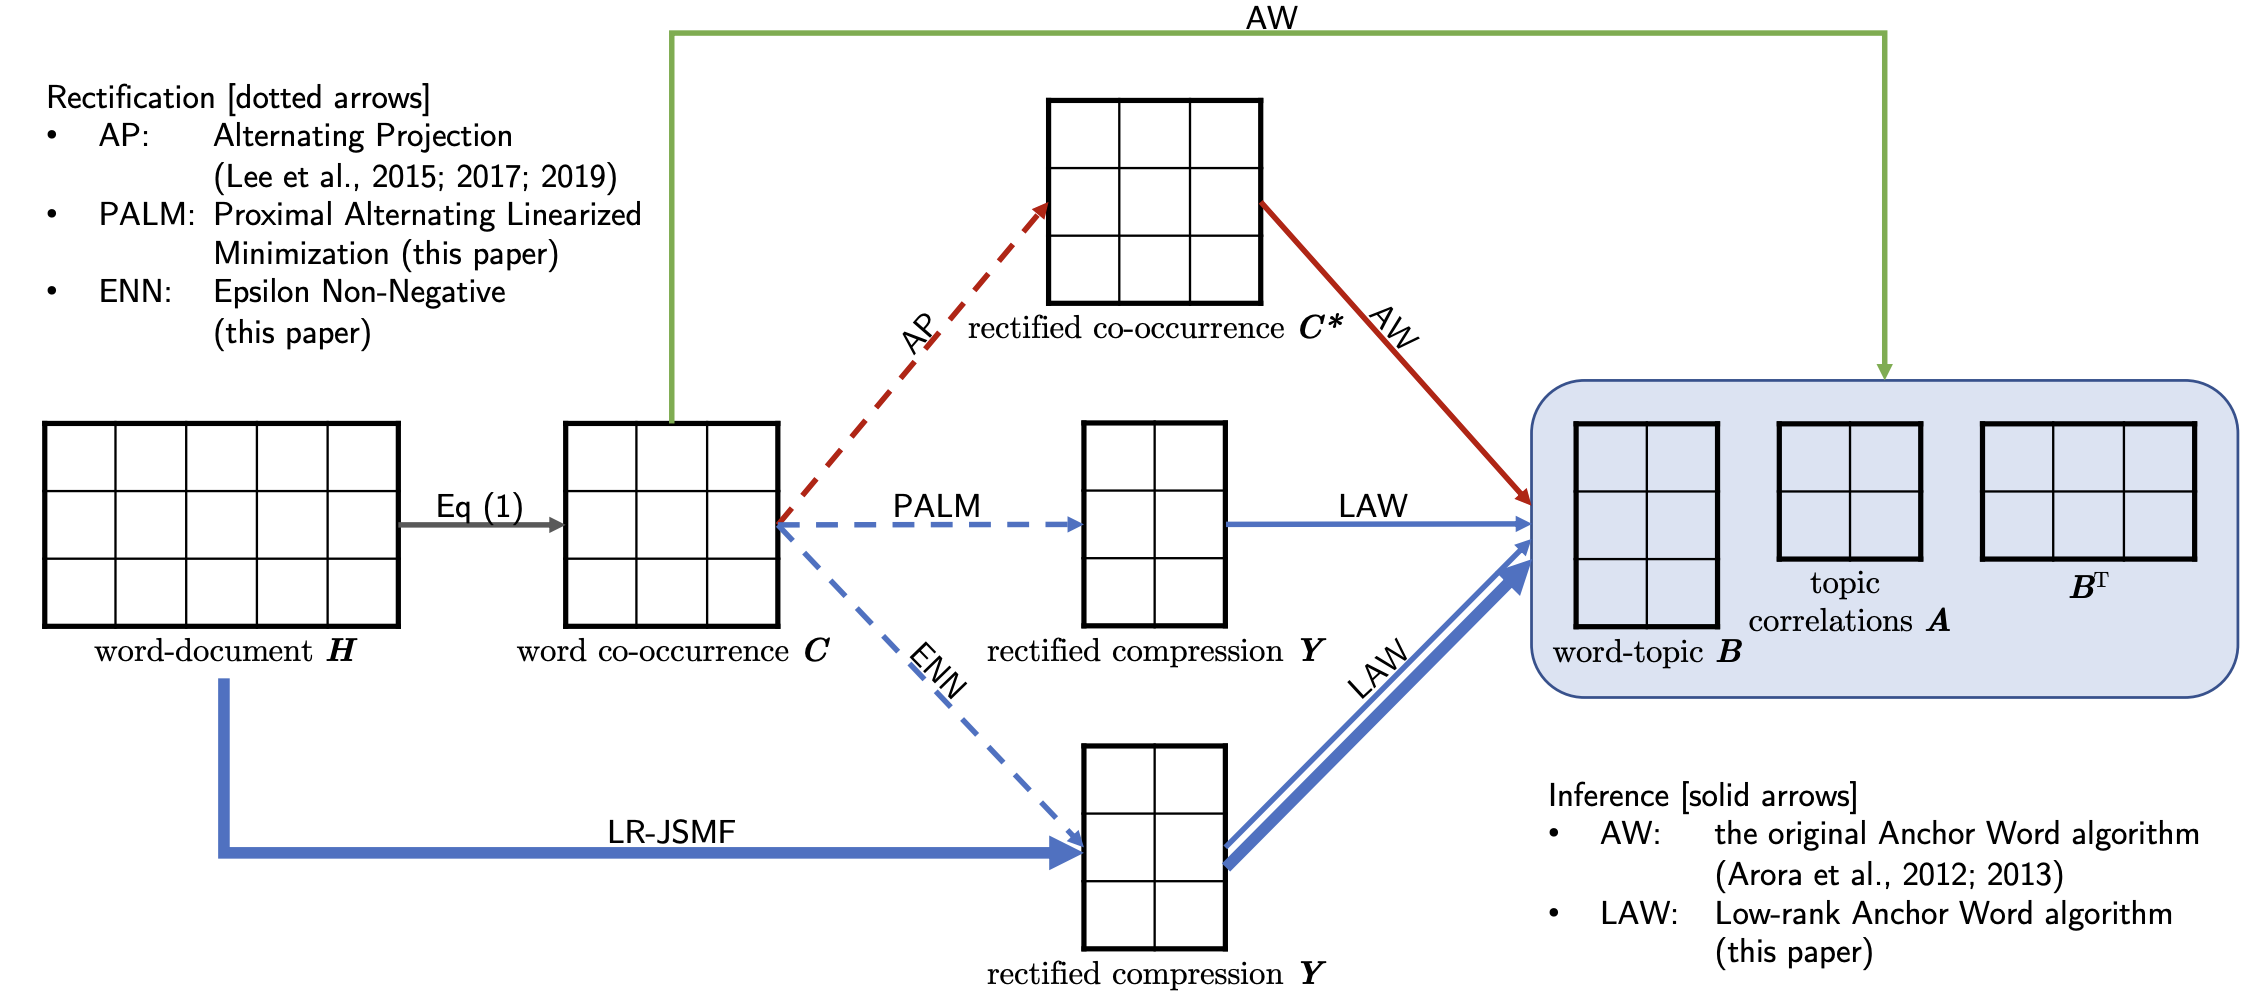 AW
Rectification [dotted arrows]
• AP: Alternating Projection
(Lee et al., 2015; 2017; 2019)
• PALM: Proximal Alternating Linearized
Minimization (this paper)
• ENN: Epsilon Non-Negative
(this paper)
AP
rectified co-occurrence C*
AW
Eq (1)
PALM
LAW
word-document H
word co-occurrence C
rectified compression Y
topic
correlations A
B^T
word-topic B
ENN
LAW
LR-JSMF
rectified compression Y
Inference [solid arrows]
• AW: the original Anchor Word algorithm
(Arora et al., 2012; 2013)
• LAW: Low-rank Anchor Word algorithm
(this paper)